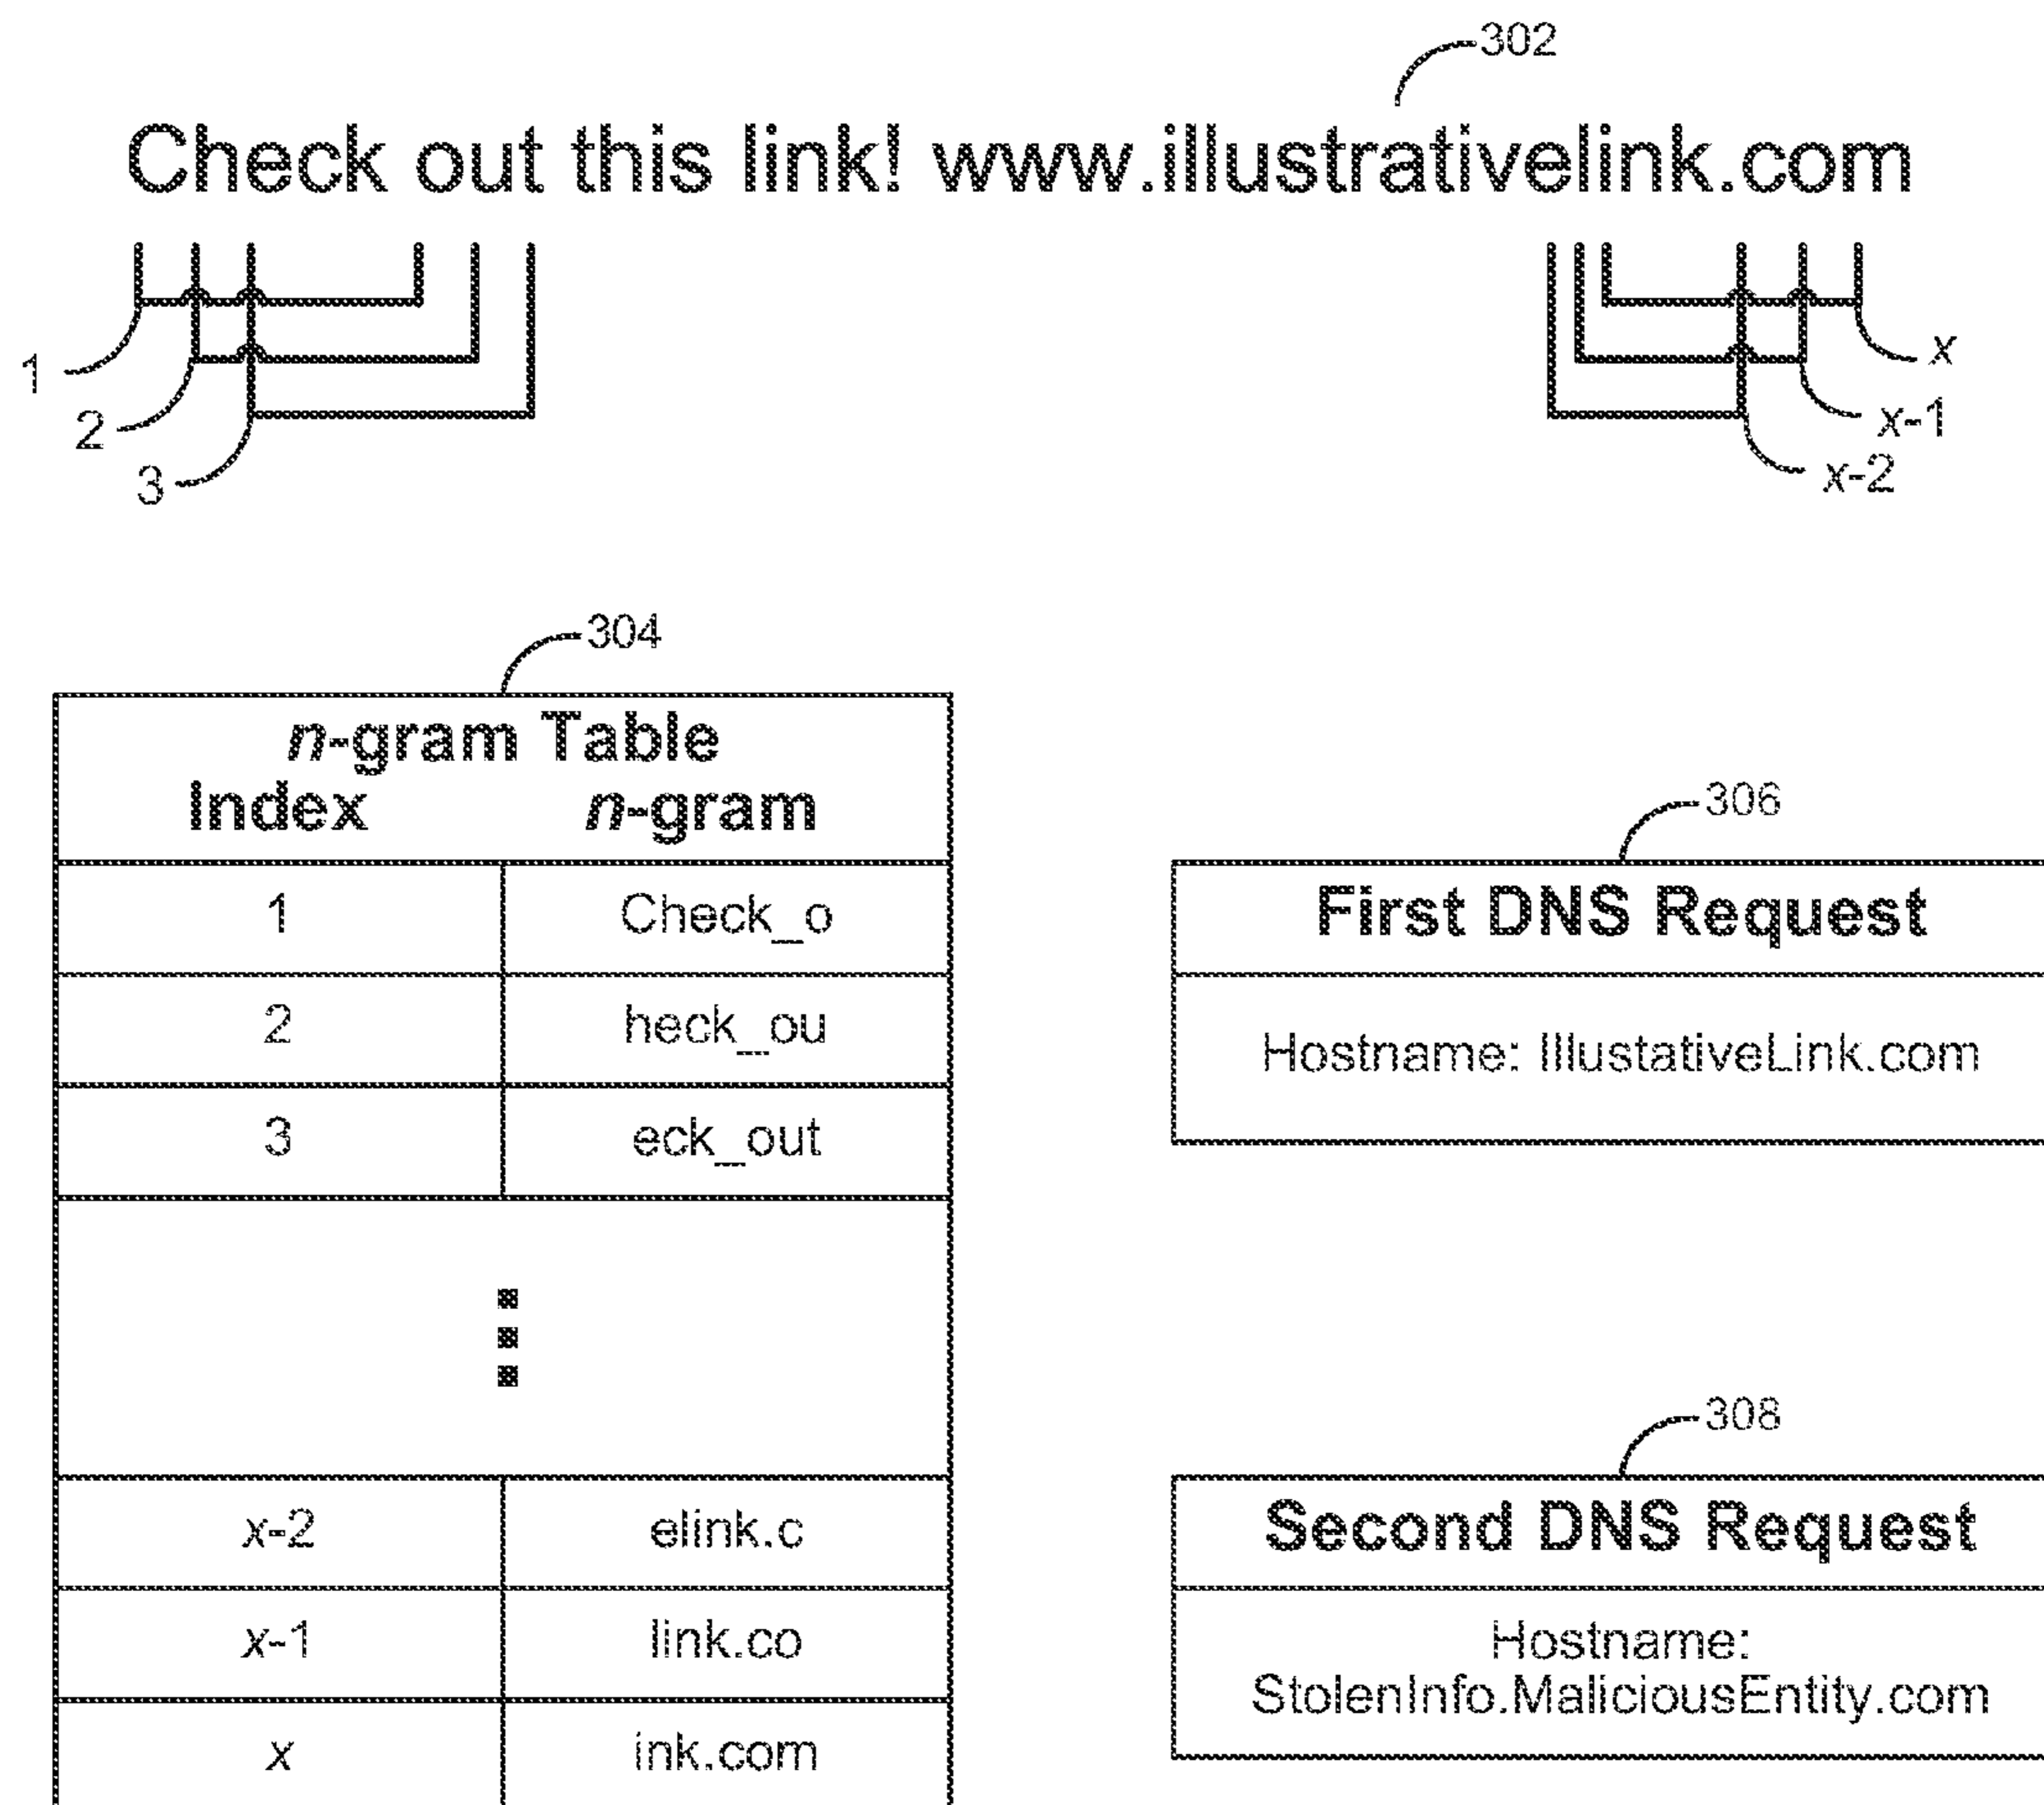 302
Check out this link! www.illustrativelink.com
1
2
3
x
x-1
x-2
304
n-gram Table
Index n-gram
1 Check_o
2 heck_ou
3 eck_out
x-2 elink.c
x-1 link.co
x ink.com
306
First DNS Request
Hostname: IllustativeLink.com
308
Second DNS Request
Hostname:
StolenInfo.MaliciousEntity.com